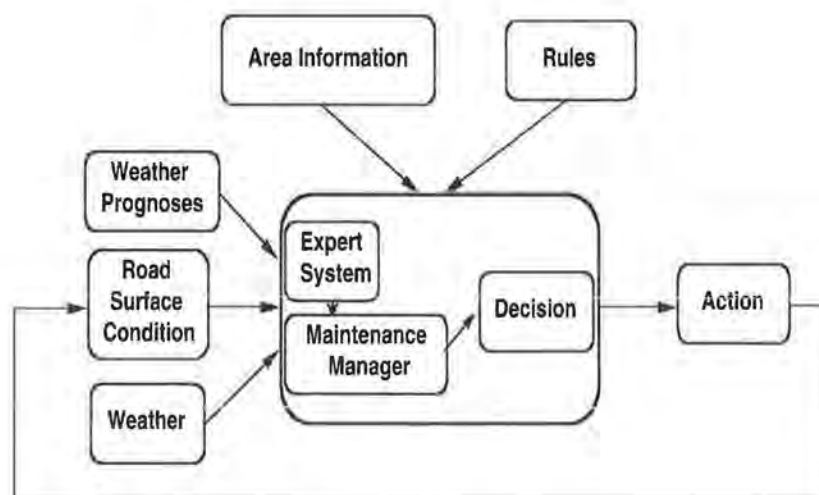 Area Information
Rules
Weather
Prognoses
Road
Surface
Condition
Weather
Expert
System
Maintenance
Manager
Decision
Action